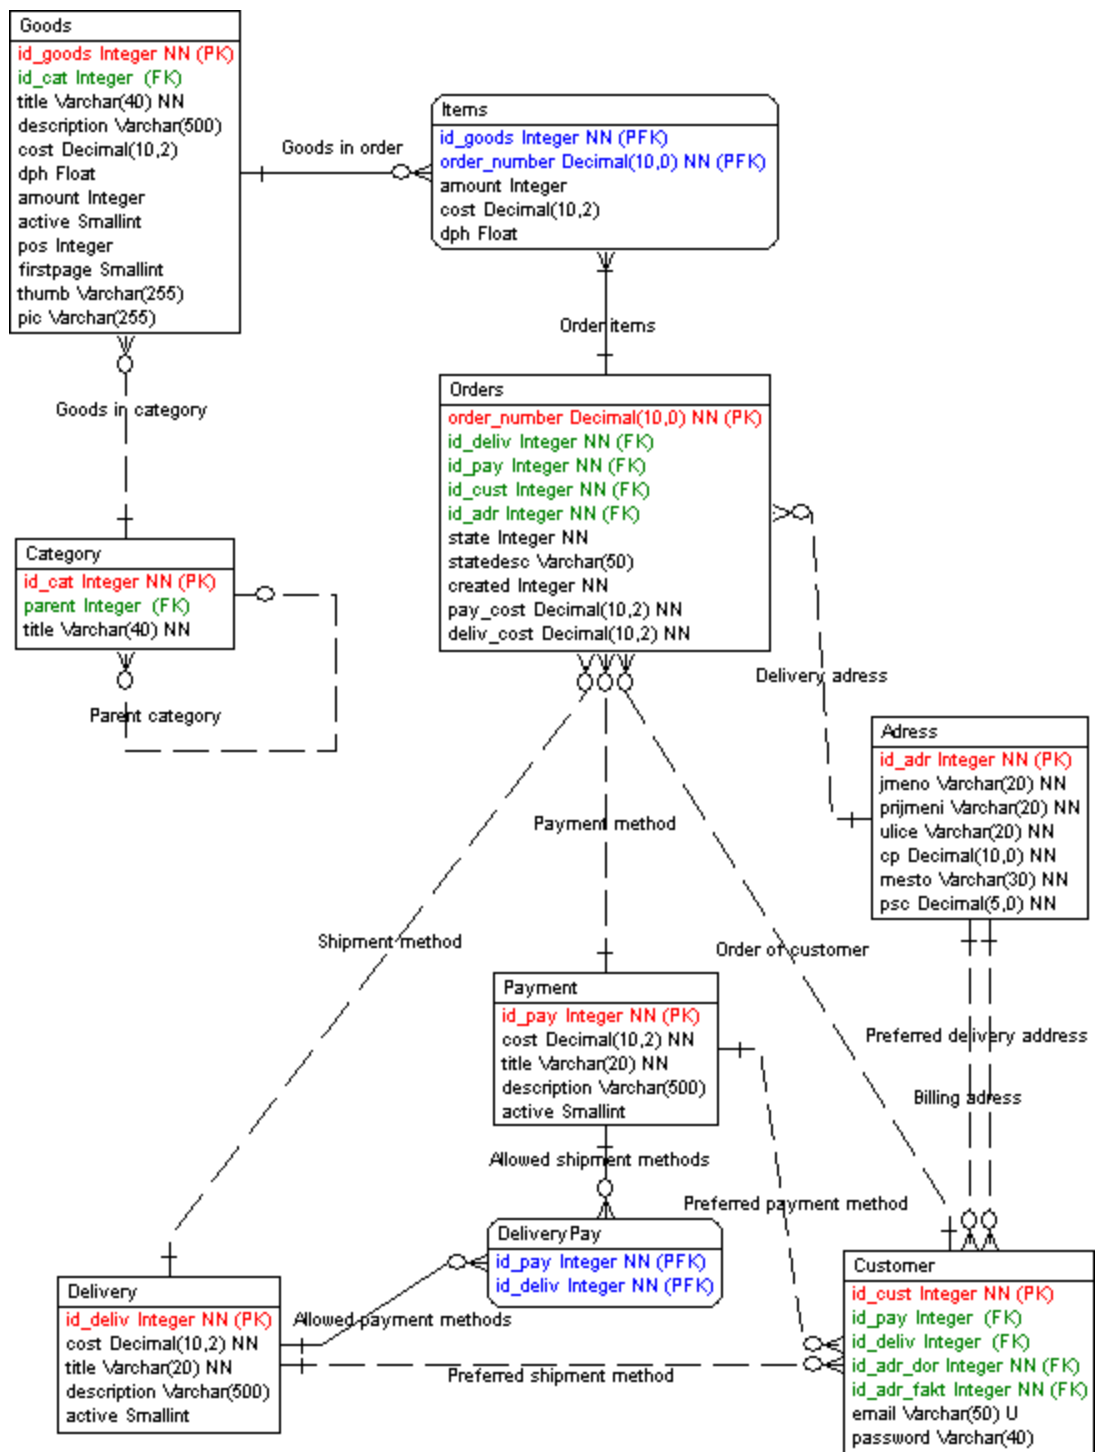 Goods
id_goods Integer NN (PK)
id_cat Integer (FK)
title Varchar(40) NN
description Varchar(500)
cost Decimal(10,2)
dph Float
amount Integer
active Smallint
pos Integer
firstpage Smallint
thumb Varchar(255)
pic Varchar(255)
Goods in order
Items
id_goods Integer NN (PFK)
order_number Decimal(10,0) NN (PFK)
amount Integer
cost Decimal(10,2)
dph Float
Order items
Goods in category
Orders
order_number Decimal(10,0) NN (PK)
id_deliv Integer NN (FK)
id_pay Integer NN (FK)
id_cust Integer NN (FK)
id_adr Integer NN (FK)
state Integer NN
statedesc Varchar(50)
created Integer NN
pay_cost Decimal(10,2) NN
deliv_cost Decimal(10,2) NN
Category
id_cat Integer NN (PK)
parent Integer (FK)
title Varchar(40) NN
Parent category
Delivery adress
Adress
id_adr Integer NN (PK)
jmeno Varchar(20) NN
prijmeni Varchar(20) NN
ulice Varchar(20) NN
cp Decimal(10,0) NN
mesto Varchar(30) NN
psc Decimal(5,0) NN
Payment method
Shipment method
Order of customer
Payment
id_pay Integer NN (PK)
cost Decimal(10,2) NN
title Varchar(20) NN
description Varchar(500)
active Smallint
Preferred delivery address
Billing adress
Allowed shipment methods
Preferred payment method
DeliveryPay
id_pay Integer NN (PFK)
id_deliv Integer NN (PFK)
Delivery
id_deliv Integer NN (PK)
cost Decimal(10,2) NN
title Varchar(20) NN
description Varchar(500)
active Smallint
Allowed payment methods
Preferred shipment method
Customer
id_cust Integer NN (PK)
id_pay Integer (FK)
id_deliv Integer (FK)
id_adr_dor Integer NN (FK)
id_adr_fakt Integer NN (FK)
email Varchar(50) U
password Varchar(40)